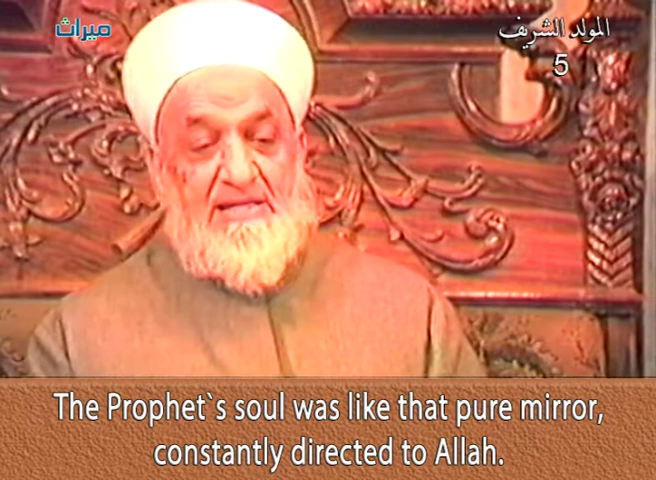 ميراث
المولد الشريف
5
The Prophet`s soul was like that pure mirror,
constantly directed to Allah.